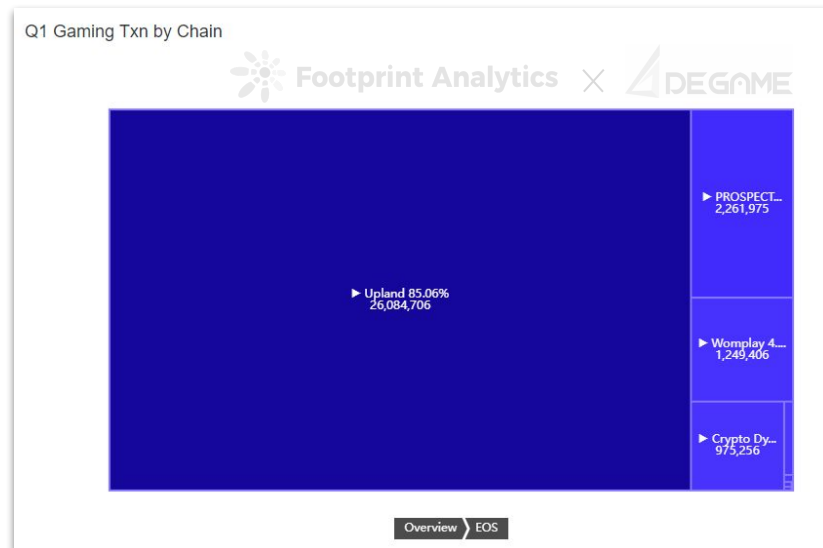 Q1 Gaming Txn by Chain
Footprint Analytics × DEGAME
▶ PROSPECT...
2,261,975
▶ Upland 85.06%
26,084,706
▶ Womplay 4....
1,249,406
▶ Crypto Dy...
975,256
Overview EOS